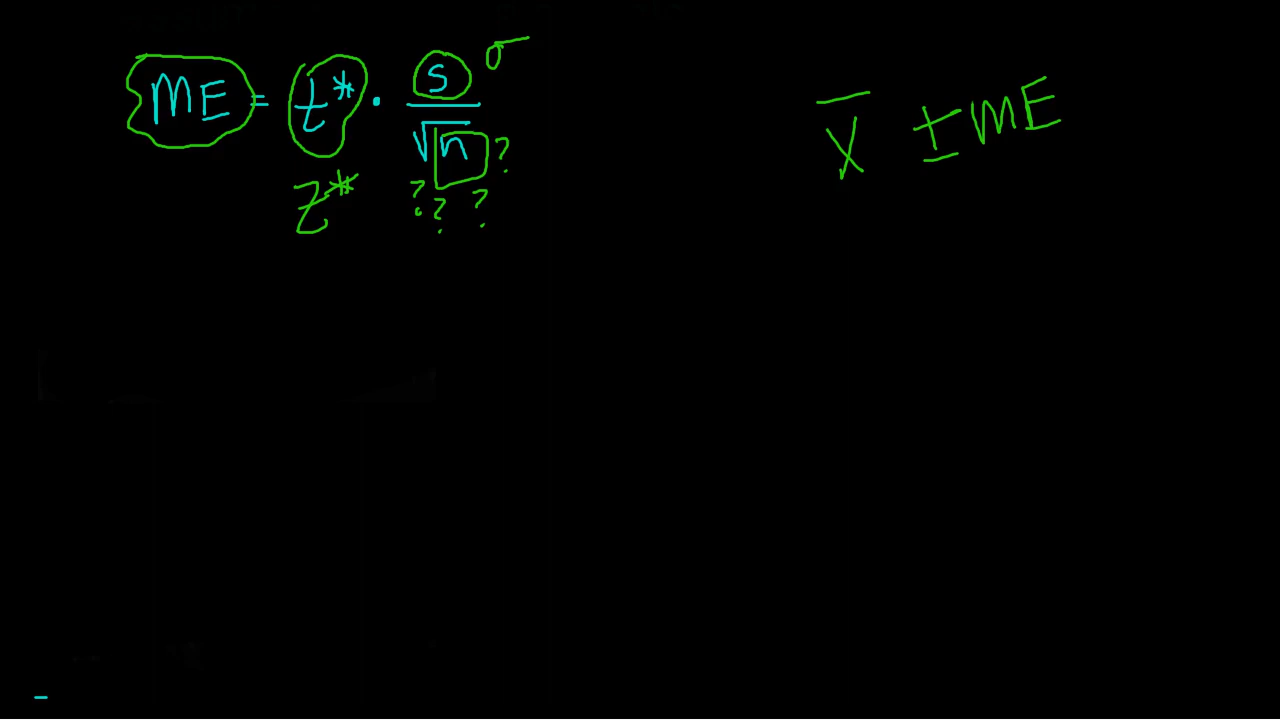 ME = t* · s/√n σ ?
z* ? ? ?
x̄ ± ME